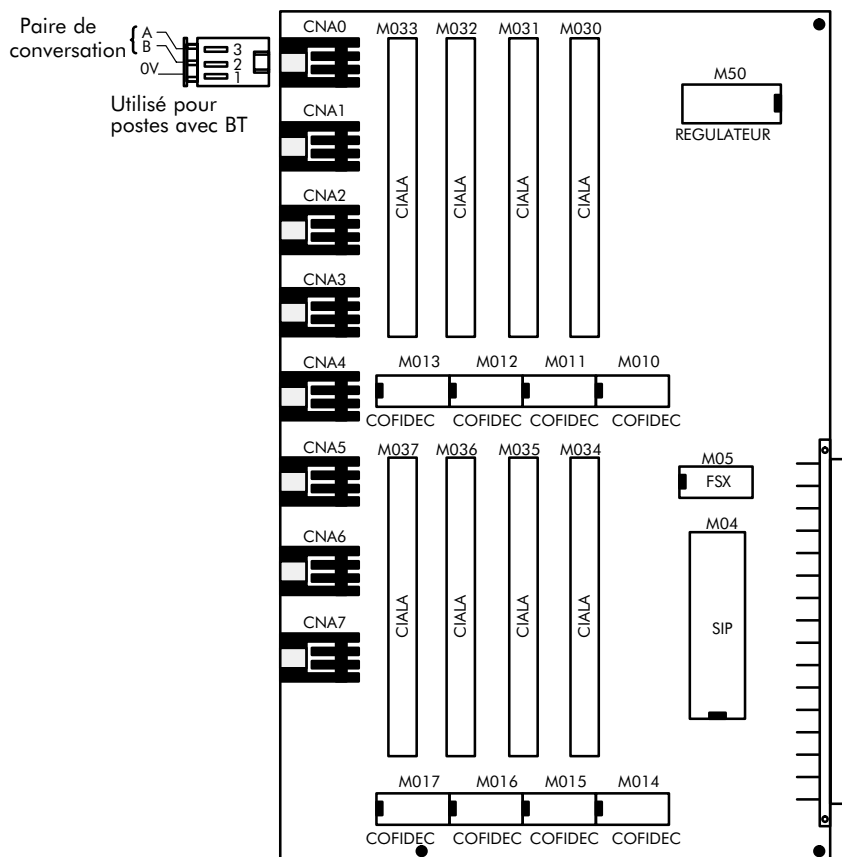 Paire de
conversation
A
B
0V
3
2
1
Utilisé pour
postes avec BT
CNA0
CNA1
CNA2
CNA3
CNA4
CNA5
CNA6
CNA7
M033 M032 M031 M030
CIALA CIALA CIALA CIALA
M50
REGULATEUR
M013 M012 M011 M010
COFIDEC COFIDEC COFIDEC COFIDEC
M037 M036 M035 M034
CIALA CIALA CIALA CIALA
M05
FSX
M04
SIP
M017 M016 M015 M014
COFIDEC COFIDEC COFIDEC COFIDEC